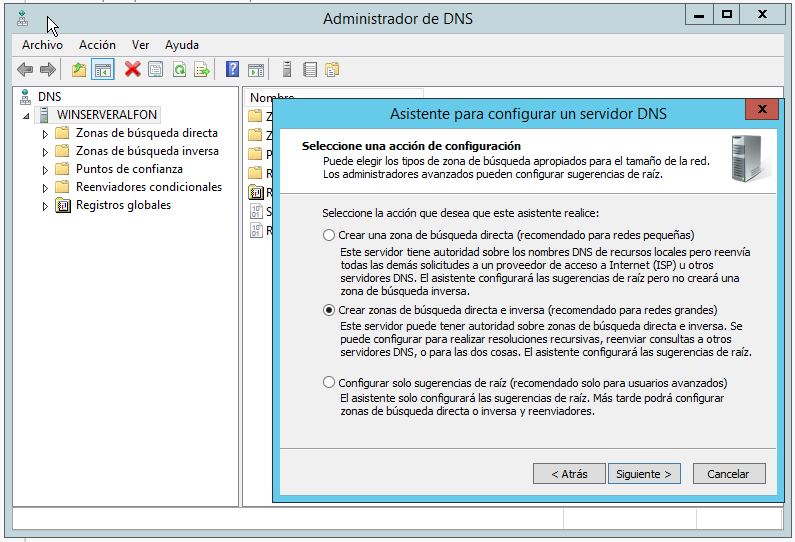 Administrador de DNS
Archivo Acción Ver Ayuda
DNS
WINSERVERALFON
Zonas de búsqueda directa
Zonas de búsqueda inversa
Puntos de confianza
Reenviadores condicionales
Registros globales
Nombre
Z
Z
P
R
R
S
R
Asistente para configurar un servidor DNS
Seleccione una acción de configuración
Puede elegir los tipos de zona de búsqueda apropiados para el tamaño de la red.
Los administradores avanzados pueden configurar sugerencias de raíz.
Seleccione la acción que desea que este asistente realice:
Crear una zona de búsqueda directa (recomendado para redes pequeñas)
Este servidor tiene autoridad sobre los nombres DNS de recursos locales pero reenvía
todas las demás solicitudes a un proveedor de acceso a Internet (ISP) u otros
servidores DNS. El asistente configurará las sugerencias de raíz pero no creará una
zona de búsqueda inversa.
Crear zonas de búsqueda directa e inversa (recomendado para redes grandes)
Este servidor puede tener autoridad sobre zonas de búsqueda directa e inversa. Se
puede configurar para realizar resoluciones recursivas, reenviar consultas a otros
servidores DNS, o para las dos cosas. El asistente configurará las sugerencias de raíz.
Configurar solo sugerencias de raíz (recomendado solo para usuarios avanzados)
El asistente solo configurará las sugerencias de raíz. Más tarde podrá configurar
zonas de búsqueda directa o inversa y reenviadores.
< Atrás Siguiente > Cancelar